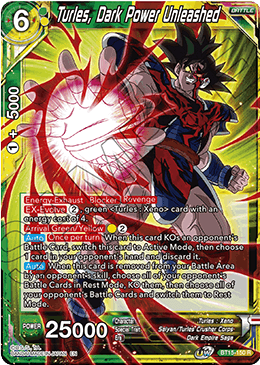 BATTLE
6
Turles, Dark Power Unleashed
1 + 5000
Energy-Exhaust Blocker Revenge
EX-Evolve 2 , green <Turles : Xeno> card with an
energy cost of 4.
Arrival Green/Yellow 2
Auto Once per turn When this card KOs an opponent's
Battle Card, switch this card to Active Mode, then choose
1 card in your opponent's hand and discard it.
Auto When this card is removed from your Battle Area
by an opponent's skill, choose all of your opponent's
Battle Cards in Rest Mode, KO them, then choose all of
your opponent's Battle Cards and switch them to Rest
Mode.
POWER 25000
Character Turles : Xeno
Special Trait Saiyan/Turles Crusher Corps
Era Dark Empire Saga
BT15-150 R